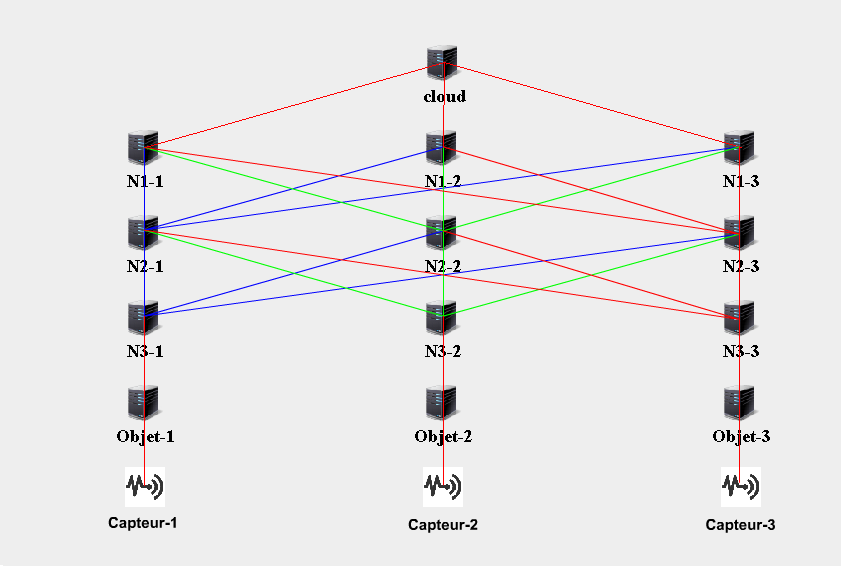 cloud
N1-1
N1-2
N1-3
N2-1
N2-2
N2-3
N3-1
N3-2
N3-3
Objet-1
Objet-2
Objet-3
Capteur-1
Capteur-2
Capteur-3